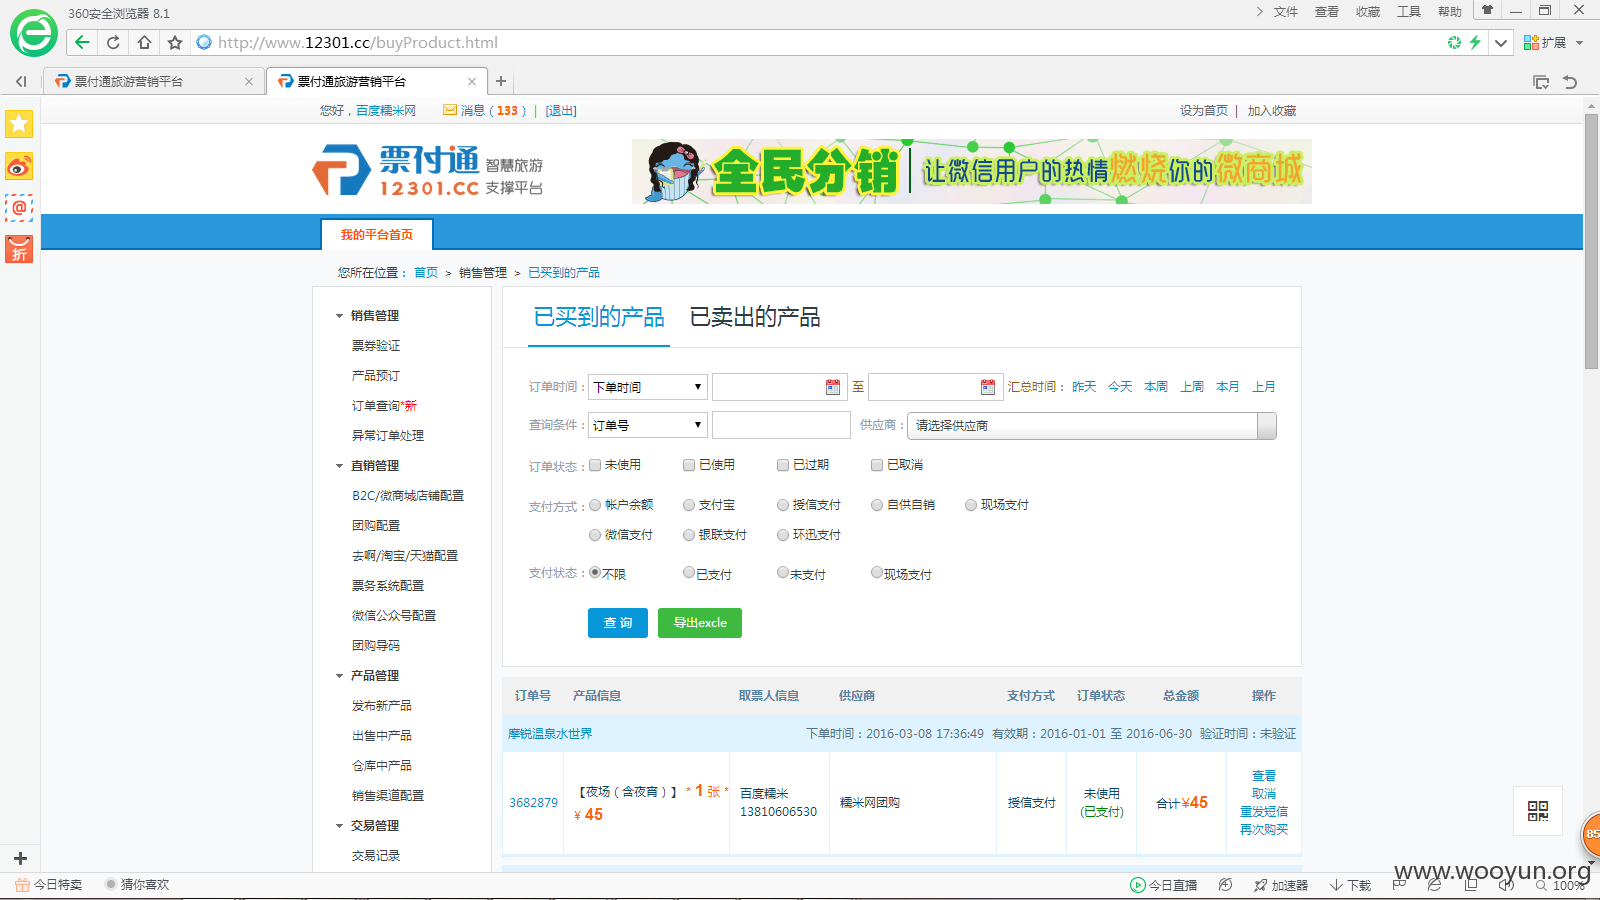 360安全浏览器 8.1
文件 查看 收藏 工具 帮助
http://www.12301.cc/buyProduct.html
扩展
票付通旅游营销平台
票付通旅游营销平台
您好，百度糯米网 消息（133） | [退出]
设为首页 | 加入收藏
票付通 智慧旅游
12301.CC 支撑平台
全民分销 让微信用户的热情燃烧你的微商城
@
折
我的平台首页
您所在位置： 首页 > 销售管理 > 已买到的产品
销售管理
票券验证
产品预订
订单查询*新
异常订单处理
直销管理
B2C/微商城店铺配置
团购配置
去啊/淘宝/天猫配置
票务系统配置
微信公众号配置
团购导码
产品管理
发布新产品
出售中产品
仓库中产品
销售渠道配置
交易管理
交易记录
已买到的产品 已卖出的产品
订单时间： 下单时间 至 汇总时间： 昨天 今天 本周 上周 本月 上月
查询条件： 订单号 供应商： 请选择供应商
订单状态： 未使用 已使用 已过期 已取消
支付方式： 帐户余额 支付宝 授信支付 自供自销 现场支付
微信支付 银联支付 环迅支付
支付状态： 不限 已支付 未支付 现场支付
查 询 导出excle
订单号 产品信息 取票人信息 供应商 支付方式 订单状态 总金额 操作
摩锐温泉水世界 下单时间：2016-03-08 17:36:49 有效期：2016-01-01 至 2016-06-30 验证时间：未验证
3682879
【夜场（含夜宵）】 * 1 张 *
¥ 45
百度糯米
13810606530
糯米网团购
授信支付
未使用
(已支付)
合计¥45
查看
取消
重发短信
再次购买
85
www.wooyun.org
今日特卖 猜你喜欢
今日直播 加速器 下载 100%